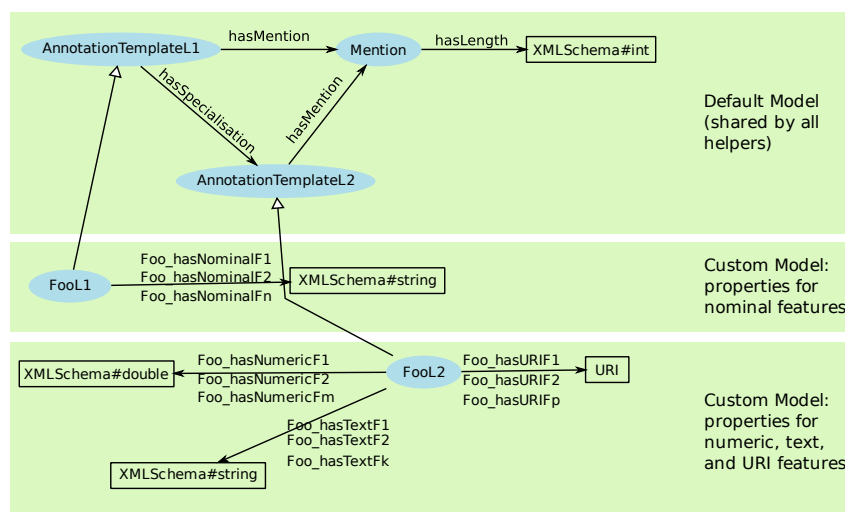 AnnotationTemplateL1
hasMention
Mention
hasLength
XMLSchema#int
hasSpecialisation
hasMention
AnnotationTemplateL2
Default Model
(shared by all
helpers)
FooL1
Foo_hasNominalF1
Foo_hasNominalF2
Foo_hasNominalFn
XMLSchema#string
Custom Model:
properties for
nominal features
XMLSchema#double
Foo_hasNumericF1
Foo_hasNumericF2
Foo_hasNumericFm
FooL2
Foo_hasURIF1
Foo_hasURIF2
Foo_hasURIFp
URI
Foo_hasTextF1
Foo_hasTextF2
Foo_hasTextFk
XMLSchema#string
Custom Model:
properties for
numeric, text,
and URI features